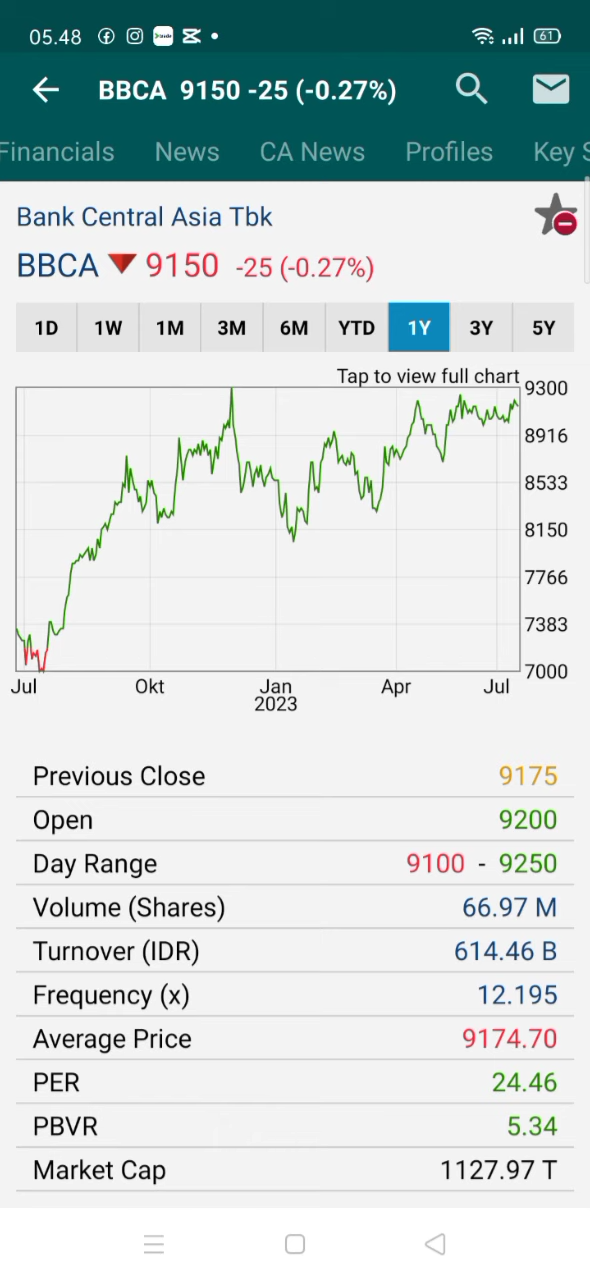 05.48
61
BBCA 9150 -25 (-0.27%)
Financials News CA News Profiles Key S
Bank Central Asia Tbk
BBCA 9150 -25 (-0.27%)
1D 1W 1M 3M 6M YTD 1Y 3Y 5Y
Tap to view full chart
9300
8916
8533
8150
7766
7383
7000
Jul Okt Jan Apr Jul
2023
Previous Close 9175
Open 9200
Day Range 9100 - 9250
Volume (Shares) 66.97 M
Turnover (IDR) 614.46 B
Frequency (x) 12.195
Average Price 9174.70
PER 24.46
PBVR 5.34
Market Cap 1127.97 T